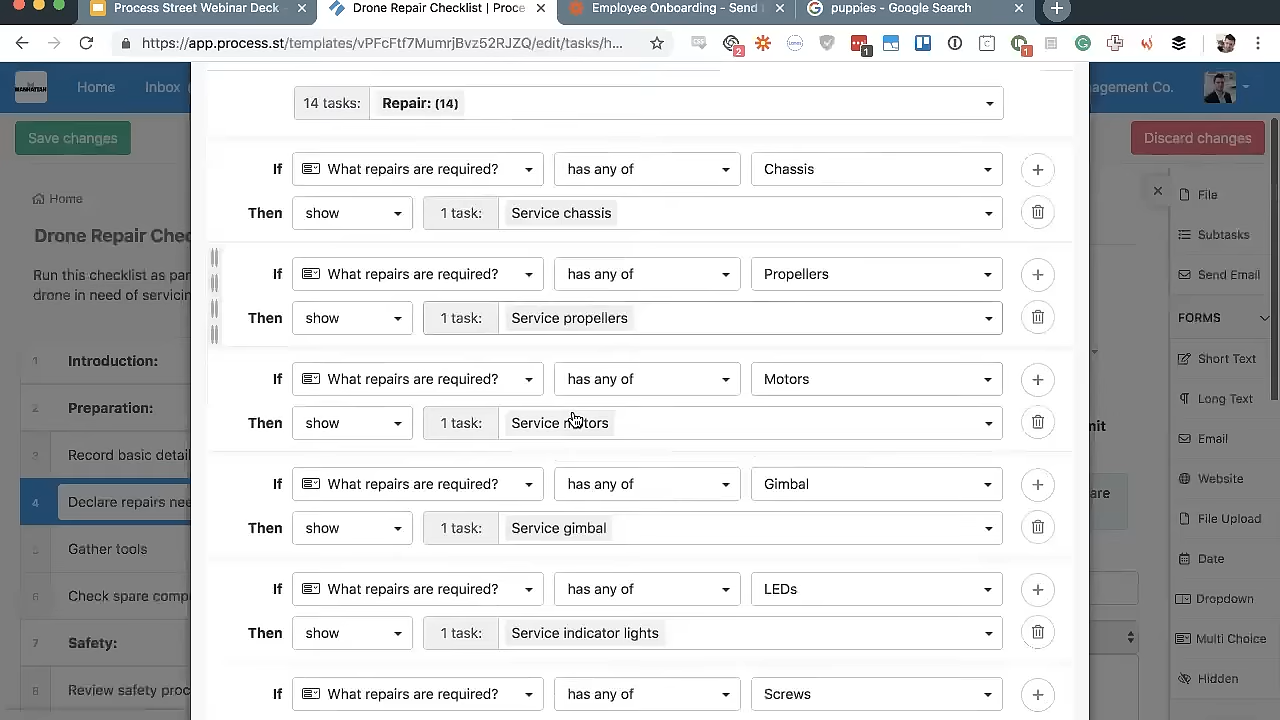 Process Street Webinar Deck -
Drone Repair Checklist | Proce
Employee Onboarding - Send
puppies - Google Search
https://app.process.st/templates/vPFcFtf7MumrjBvz52RJZQ/edit/tasks/h...
2
1
1
MANHATTAN
Home
Inbox
agement Co.
Save changes
Discard changes
Home
Drone Repair Chec
Run this checklist as par
drone in need of servicin
1 Introduction:
2 Preparation:
3 Record basic detail
4 Declare repairs nee
5 Gather tools
6 Check spare comp
7 Safety:
8 Review safety proc
14 tasks: Repair: (14)
If What repairs are required? has any of Chassis
Then show 1 task: Service chassis
If What repairs are required? has any of Propellers
Then show 1 task: Service propellers
If What repairs are required? has any of Motors
Then show 1 task: Service motors
If What repairs are required? has any of Gimbal
Then show 1 task: Service gimbal
If What repairs are required? has any of LEDs
Then show 1 task: Service indicator lights
If What repairs are required? has any of Screws
mit
are
File
Subtasks
Send Email
FORMS
Short Text
Long Text
Email
Website
File Upload
Date
Dropdown
Multi Choice
Hidden